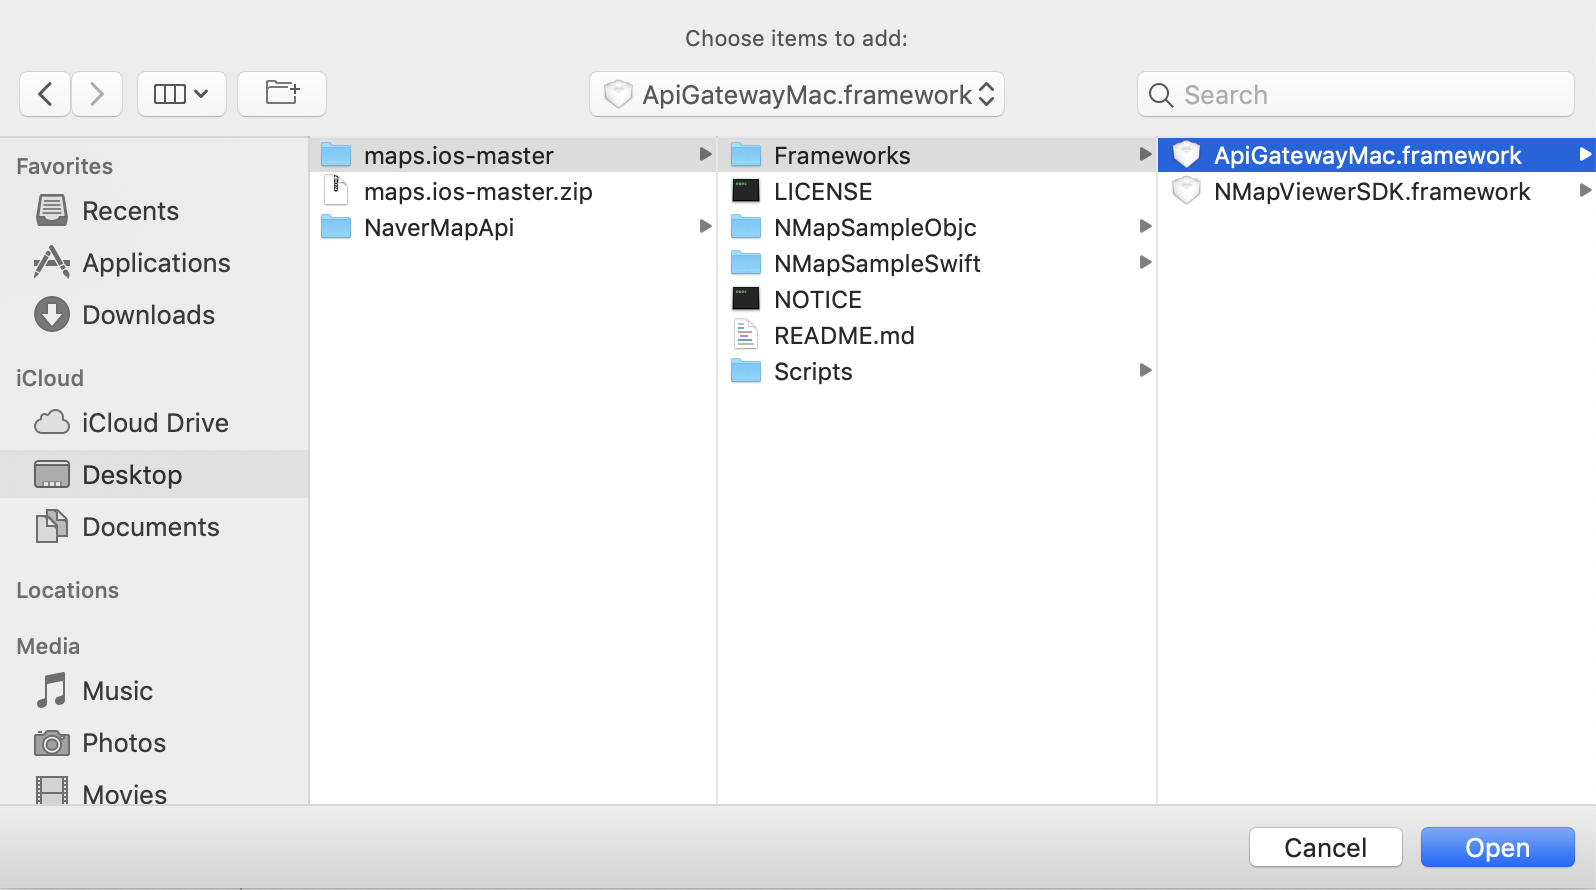 Choose items to add:
ApiGatewayMac.framework
Search
Favorites
Recents
Applications
Downloads
iCloud
iCloud Drive
Desktop
Documents
Locations
Media
Music
Photos
Movies
maps.ios-master
maps.ios-master.zip
NaverMapApi
Frameworks
LICENSE
NMapSampleObjc
NMapSampleSwift
NOTICE
README.md
Scripts
ApiGatewayMac.framework
NMapViewerSDK.framework
Cancel
Open